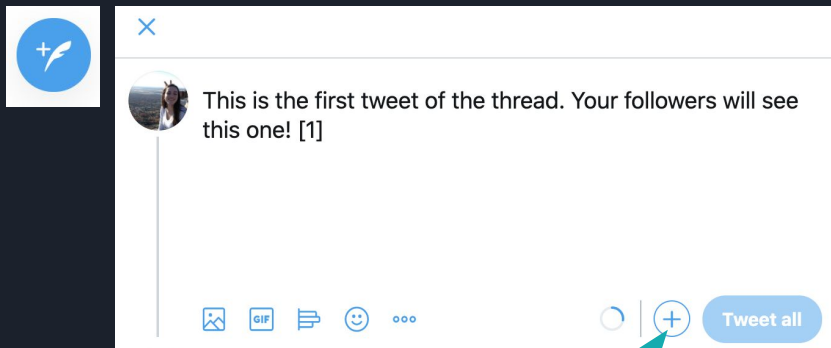 This is the first tweet of the thread. Your followers will see
this one! [1]
GIF
Tweet all